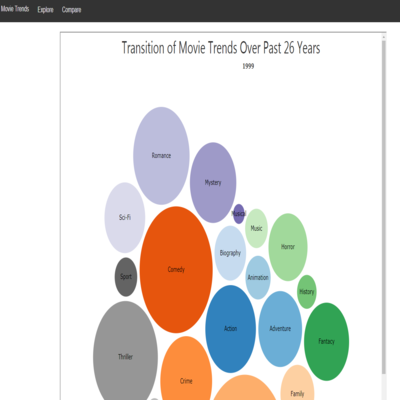 Movie Trends Explore Compare
Transition of Movie Trends Over Past 26 Years
1999
Romance
Mystery
Sci-Fi
Musical
Music
Horror
Biography
Comedy
Sport
Animation
History
Action
Adventure
Fantacy
Thriller
Crime
Family